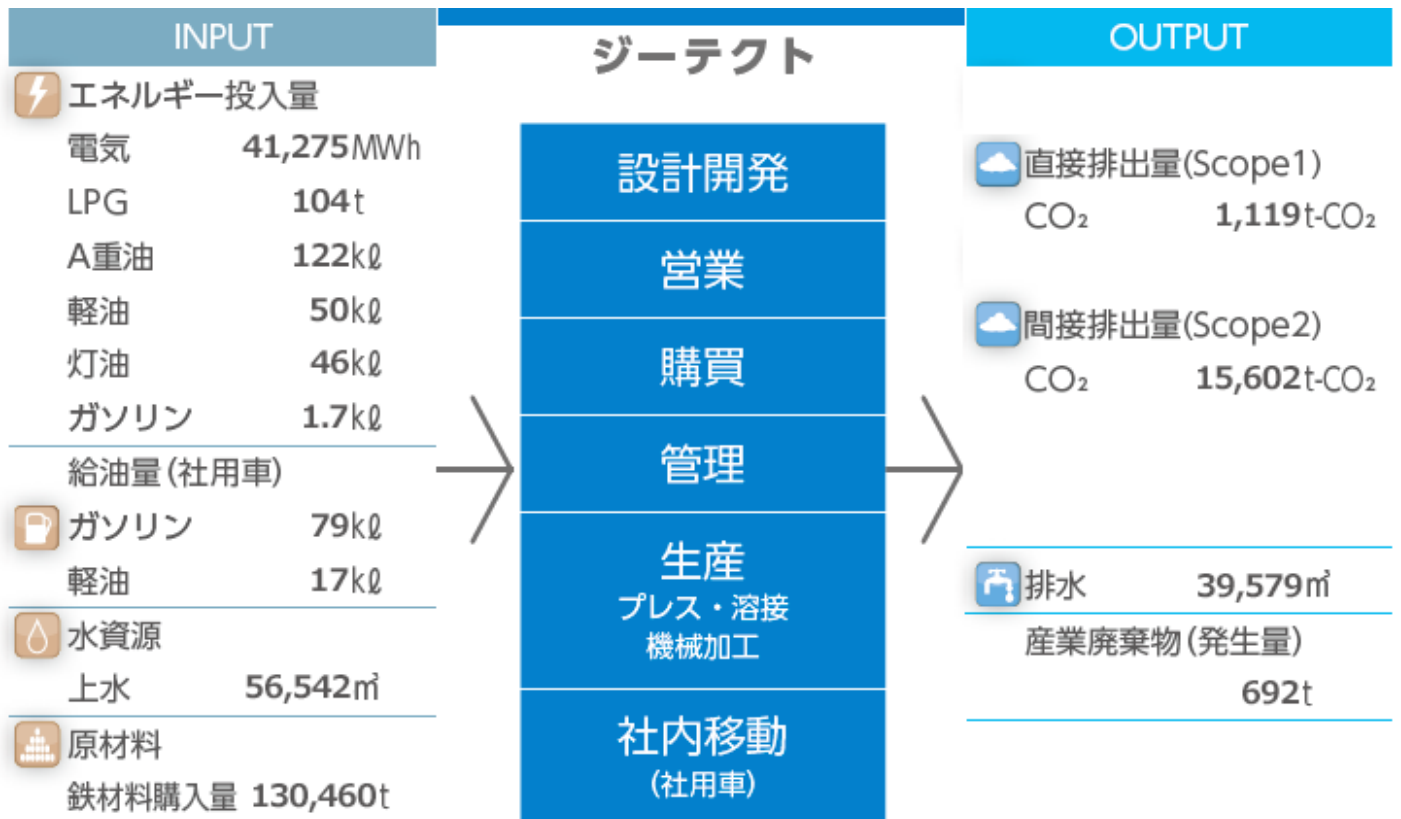 INPUT
エネルギー投入量
電気 41,275MWh
LPG 104t
A重油 122kℓ
軽油 50kℓ
灯油 46kℓ
ガソリン 1.7kℓ
給油量(社用車)
ガソリン 79kℓ
軽油 17kℓ
水資源
上水 56,542㎥
原材料
鉄材料購入量 130,460t
ジーテクト
設計開発
営業
購買
管理
生産
プレス・溶接
機械加工
社内移動
(社用車)
OUTPUT
直接排出量(Scope1)
CO₂ 1,119t-CO₂
間接排出量(Scope2)
CO₂ 15,602t-CO₂
排水 39,579㎥
産業廃棄物(発生量)
692t